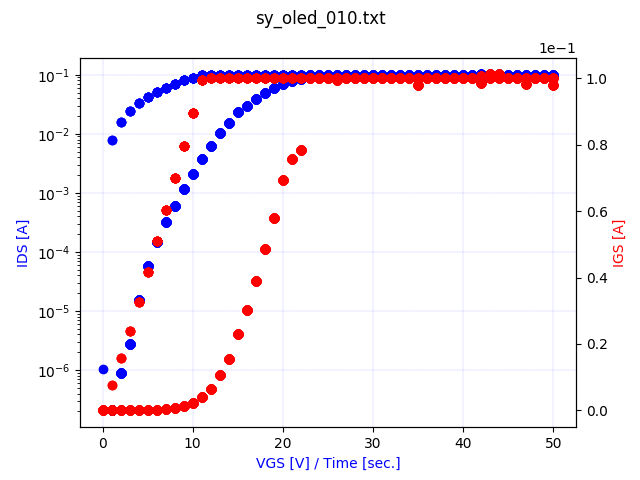 sy_oled_010.txt
1e−1
10⁻¹
10⁻²
10⁻³
10⁻⁴
10⁻⁵
10⁻⁶
IDS [A]
1.0
0.8
0.6
0.4
0.2
0.0
IGS [A]
0 10 20 30 40 50
VGS [V] / Time [sec.]